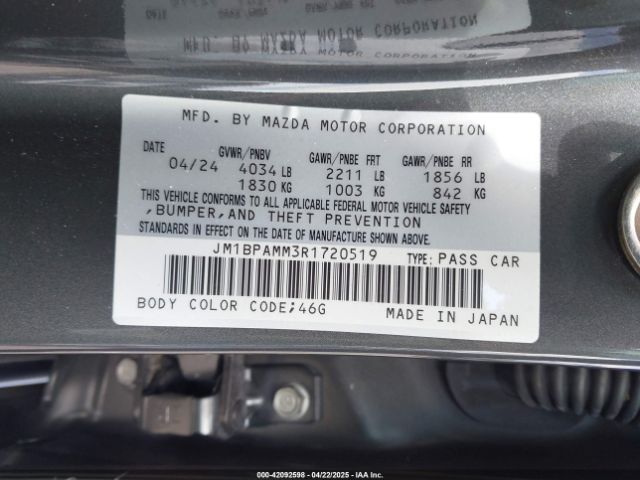 MFD. BY MAZDA MOTOR CORPORATION
DATE GVWR/PNBV GAWR/PNBE FRT GAWR/PNBE RR
04/24 4034 LB 2211 LB 1856 LB
1830 KG 1003 KG 842 KG
THIS VEHICLE CONFORMS TO ALL APPLICABLE FEDERAL MOTOR VEHICLE SAFETY
,BUMPER,AND THEFT PREVENTION
STANDARDS IN EFFECT ON THE DATE OF MANUFACTURE SHOWN ABOVE.
JM1BPAMM3R1720519 TYPE: PASS CAR
BODY COLOR CODE;46G MADE IN JAPAN
000-42092598 - 04/22/2025 - IAAI.COM